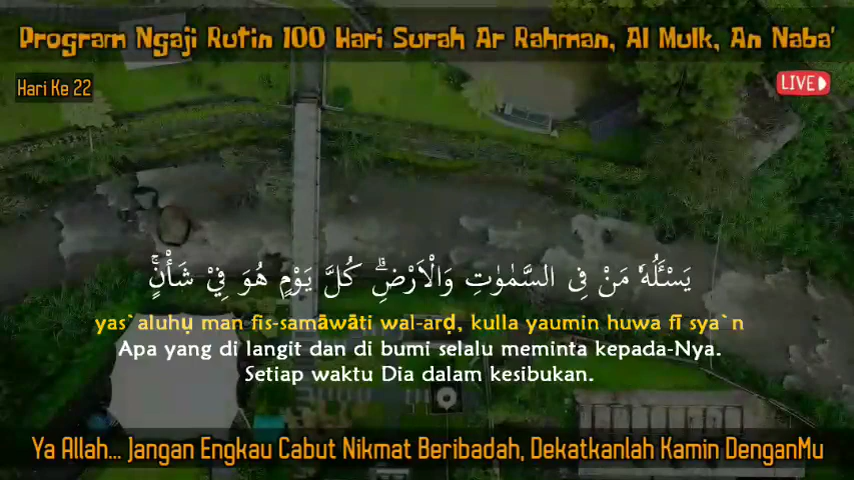 Program Ngaji Rutin 100 Hari Surah Ar Rahman, Al Mulk, An Naba'
Hari Ke 22
LIVE
يَسْـَٔلُهٗ مَنْ فِى السَّمٰوٰتِ وَالْاَرْضِۗ كُلَّ يَوْمٍ هُوَ فِيْ شَأْنٍۚ
yas`aluhụ man fis-samāwāti wal-arḍ, kulla yaumin huwa fī sya`n
Apa yang di langit dan di bumi selalu meminta kepada-Nya.
Setiap waktu Dia dalam kesibukan.
Ya Allah... Jangan Engkau Cabut Nikmat Beribadah, Dekatkanlah Kamin DenganMu